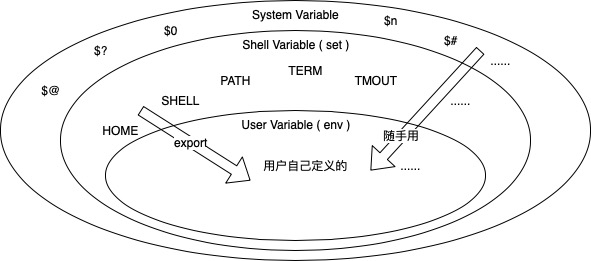 System Variable
$n
$0
$?
$#
Shell Variable ( set )
......
TERM
PATH
TMOUT
$@
SHELL
......
HOME
User Variable ( env )
随手用
export
用户自己定义的
......